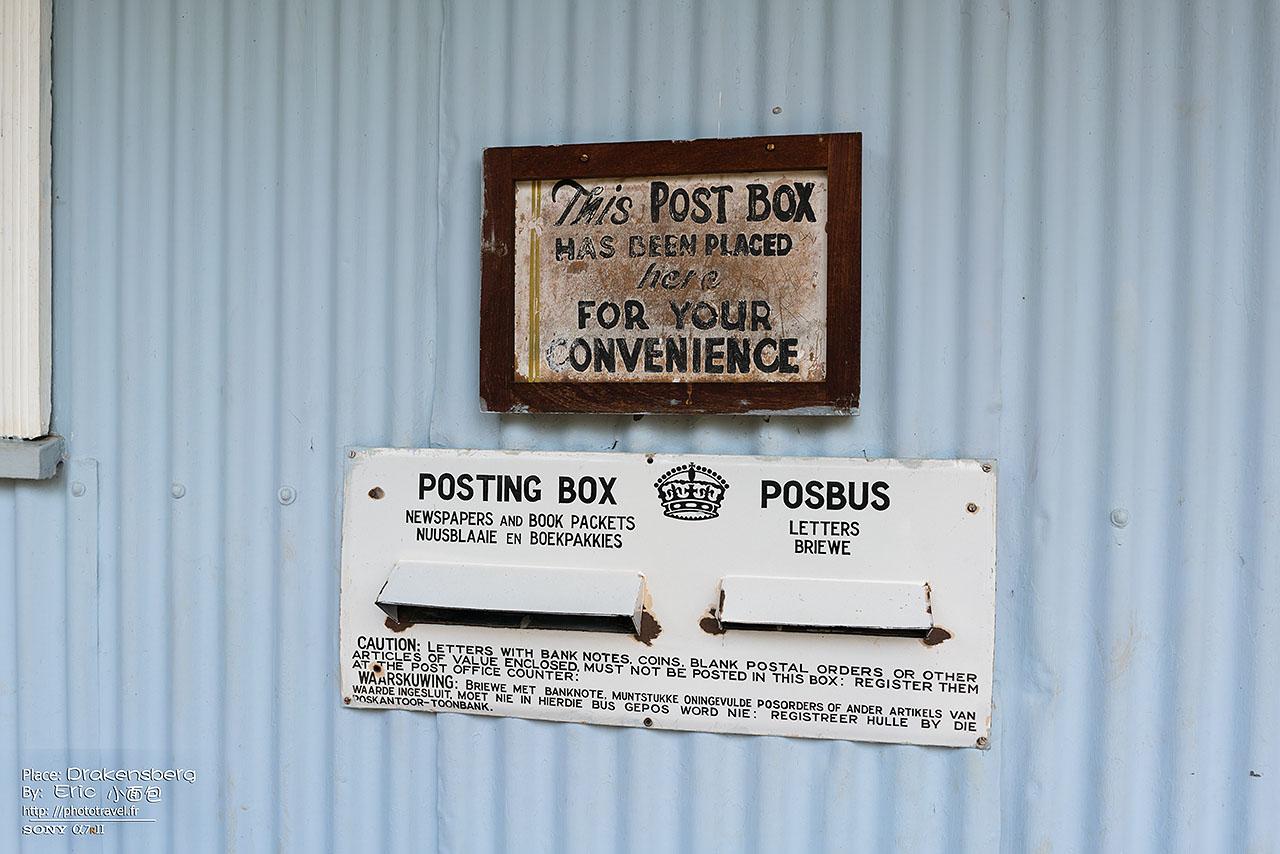 This POST BOX
HAS BEEN PLACED
here
FOR YOUR
CONVENIENCE
POSTING BOX
NEWSPAPERS AND BOOK PACKETS
NUUSBLAAIE EN BOEKPAKKIES
POSBUS
LETTERS
BRIEWE
CAUTION: LETTERS WITH BANK NOTES, COINS, BLANK POSTAL ORDERS OR OTHER
ARTICLES OF VALUE ENCLOSED, MUST NOT BE POSTED IN THIS BOX: REGISTER THEM
AT THE POST OFFICE COUNTER:
WAARSKUWING: BRIEWE MET BANKNOTE, MUNTSTUKKE ONINGEVULDE POSORDERS OF ANDER ARTIKELS VAN
WAARDE INGESLUIT, MOET NIE IN HIERDIE BUS GEPOS WORD NIE: REGISTREER HULLE BY DIE
POSKANTOOR-TOONBANK.
Place: Drakensberg
By: Eric 小面包
http://phototravel.fr
SONY α7RII